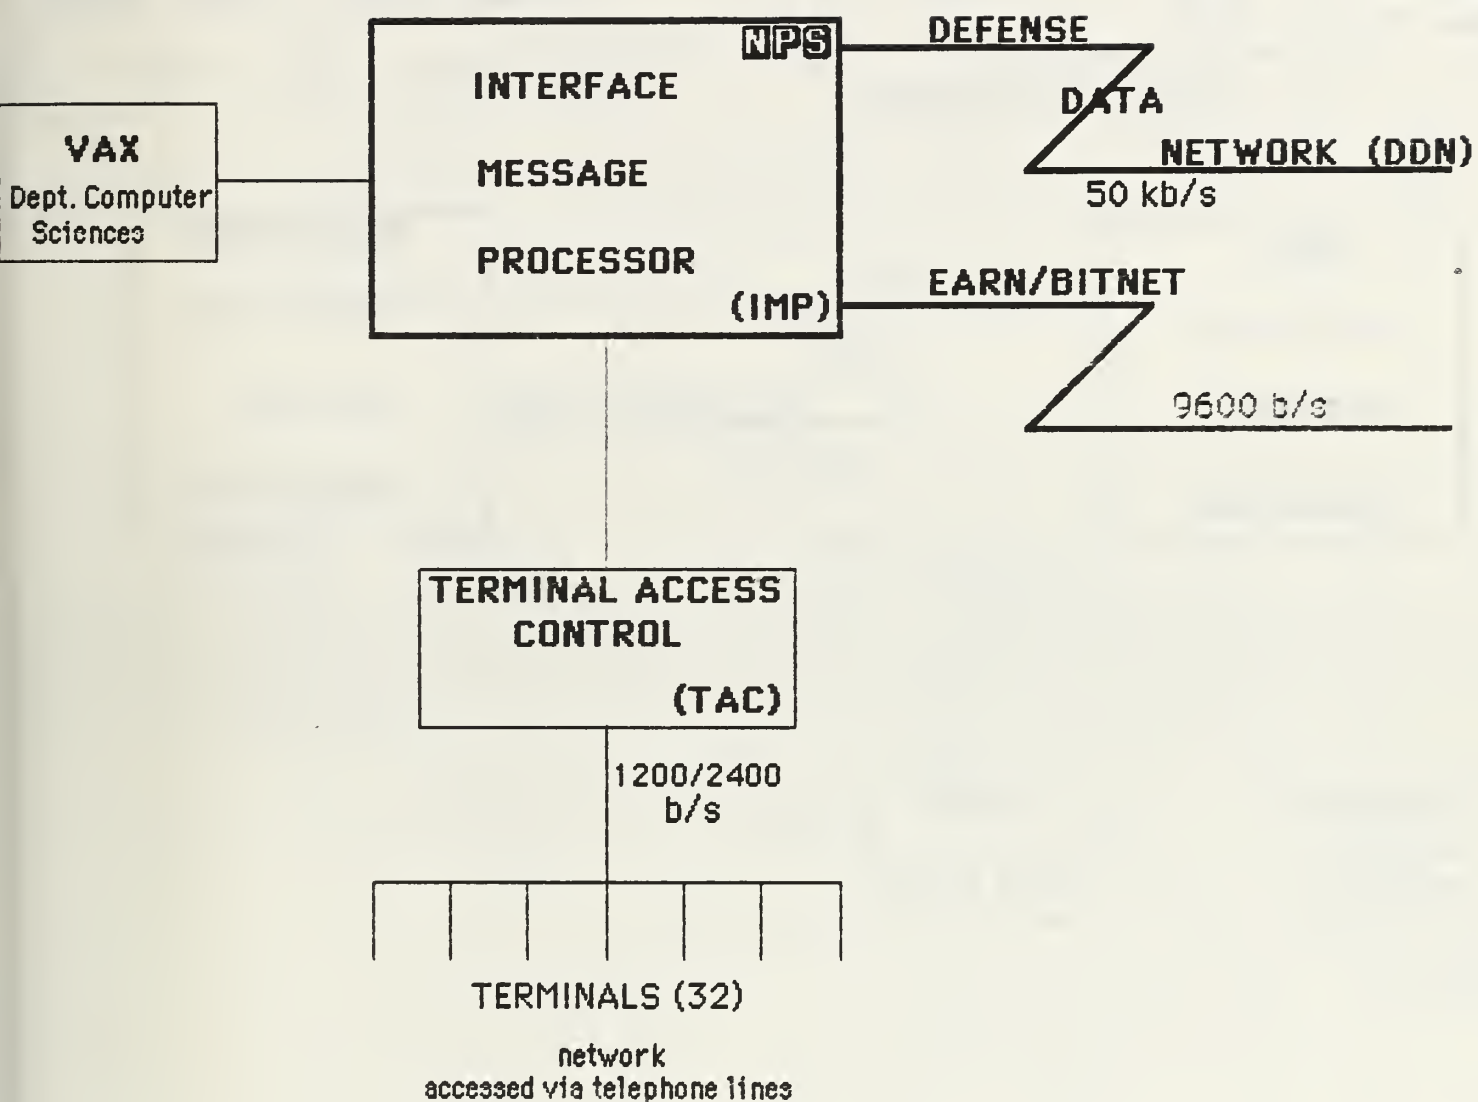 NPS
INTERFACE
MESSAGE
PROCESSOR
(IMP)
VAX
Dept. Computer
Sciences
DEFENSE
DATA
NETWORK (DDN)
50 kb/s
EARN/BITNET
9600 b/s
TERMINAL ACCESS
CONTROL
(TAC)
1200/2400
b/s
TERMINALS (32)
network
accessed via telephone lines